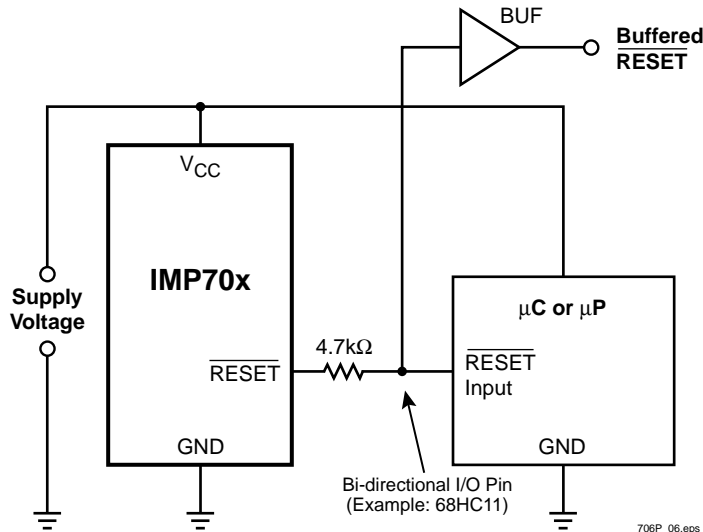 BUF
Buffered
RESET
VCC
IMP70x
Supply
Voltage
µC or µP
4.7kΩ
RESET
RESET
Input
GND
GND
Bi-directional I/O Pin
(Example: 68HC11)
706P_06.eps